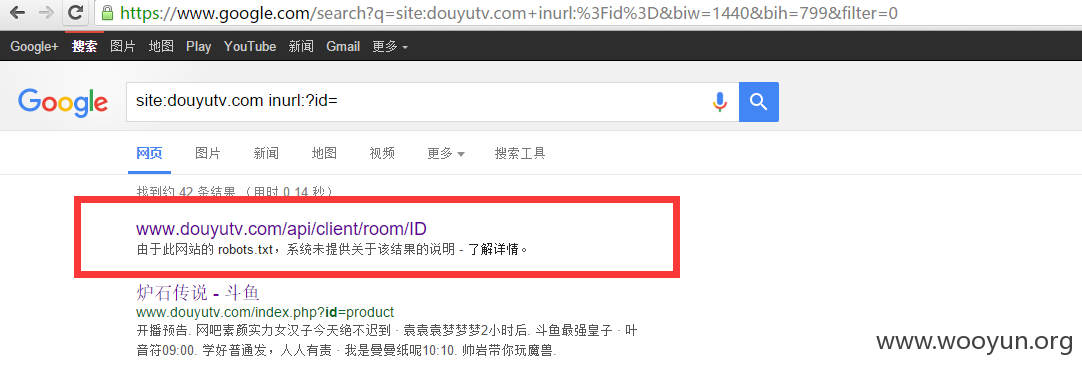 https://www.google.com/search?q=site:douyutv.com+inurl:%3Fid%3D&biw=1440&bih=799&filter=0
Google+ 搜索 图片 地图 Play YouTube 新闻 Gmail 更多
Google site:douyutv.com inurl:?id=
网页 图片 新闻 地图 视频 更多 搜索工具
找到约 42 条结果 （用时 0.14 秒）
www.douyutv.com/api/client/room/ID
由于此网站的 robots.txt，系统未提供关于该结果的说明 - 了解详情。
炉石传说 - 斗鱼
www.douyutv.com/index.php?id=product
开播预告. 网吧素颜实力女汉子今天绝不迟到 · 袁袁袁梦梦梦2小时后. 斗鱼最强皇子 · 叶
音符09:00. 学好普通发，人人有责 · 我是曼曼纸呢10:10. 帅岩带你玩魔兽.
www.wooyun.org